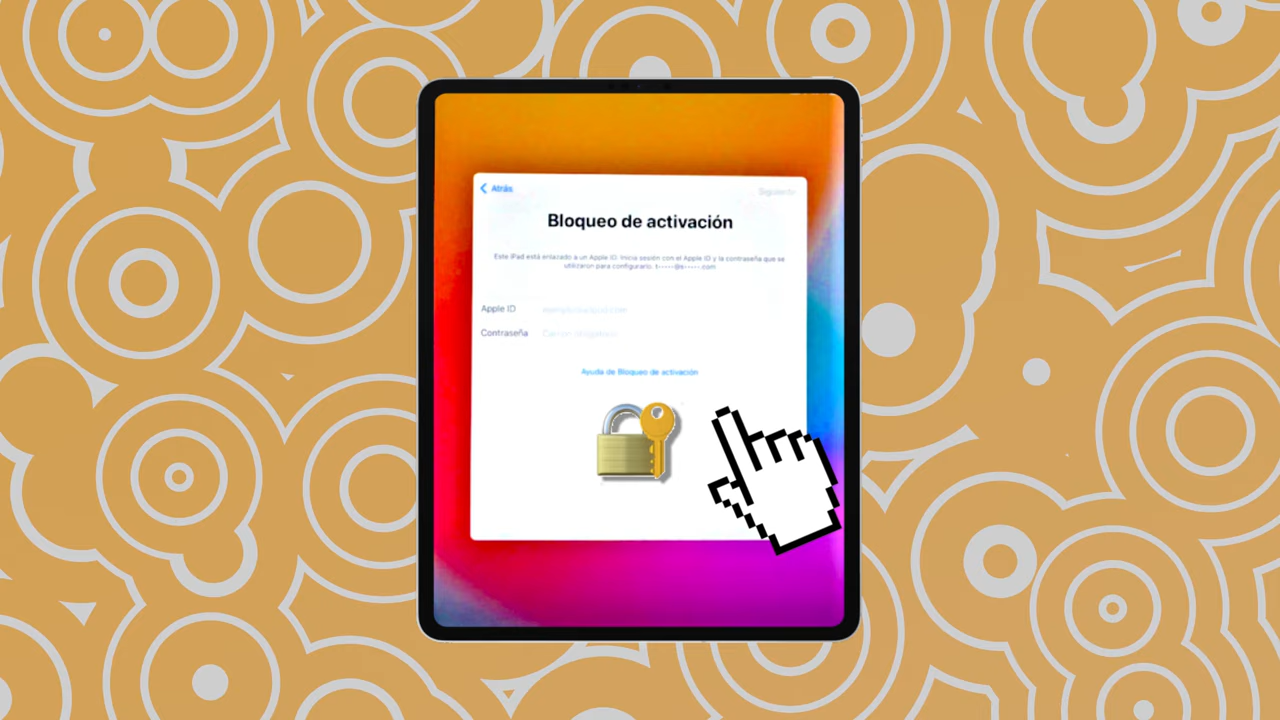 Atrás
Siguiente
Bloqueo de activación
Este iPad está enlazado a un Apple ID. Inicia sesión con el Apple ID y la contraseña que se
utilizaron para configurarlo. t•••••@s•••••.com
Apple ID
Contraseña
Ayuda de Bloqueo de activación